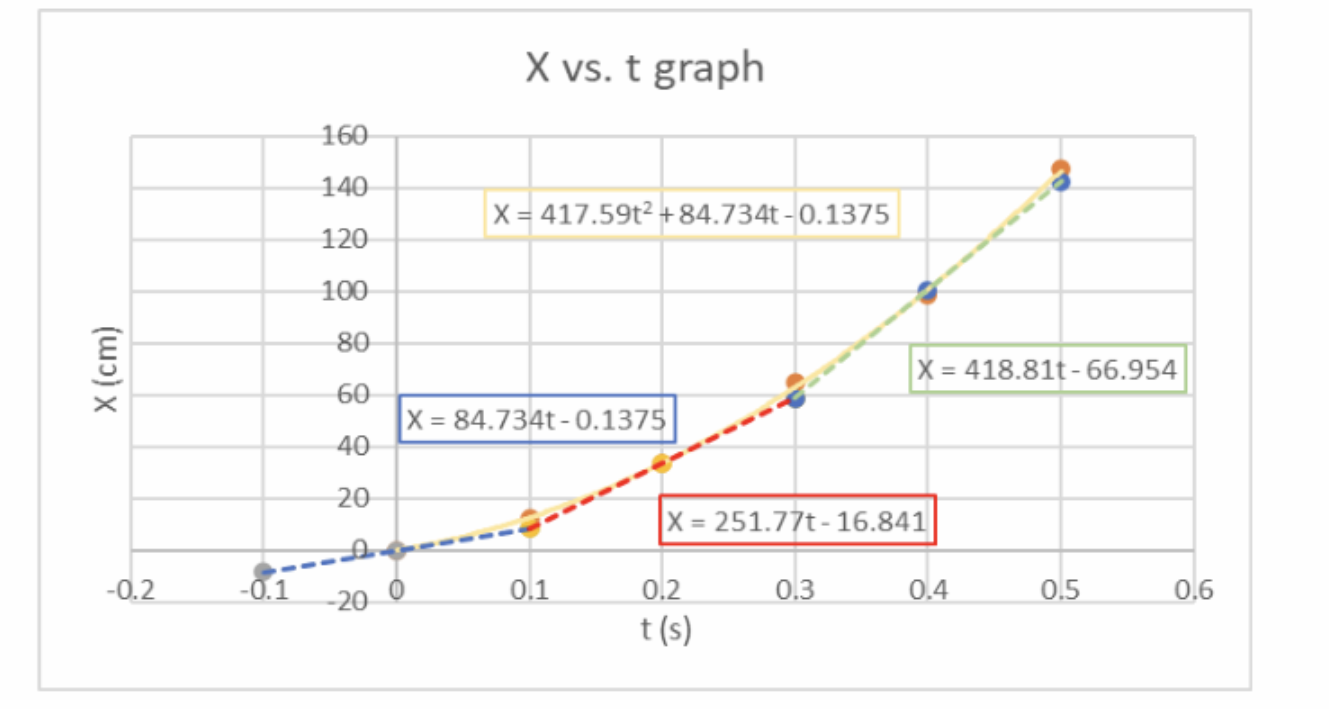 X vs. t graph
160
140
120
100
80
60
40
20
0
-20
X (cm)
X = 417.59t² + 84.734t - 0.1375
X = 418.81t - 66.954
X = 84.734t - 0.1375
X = 251.77t - 16.841
-0.2 -0.1 0 0.1 0.2 0.3 0.4 0.5 0.6
t (s)